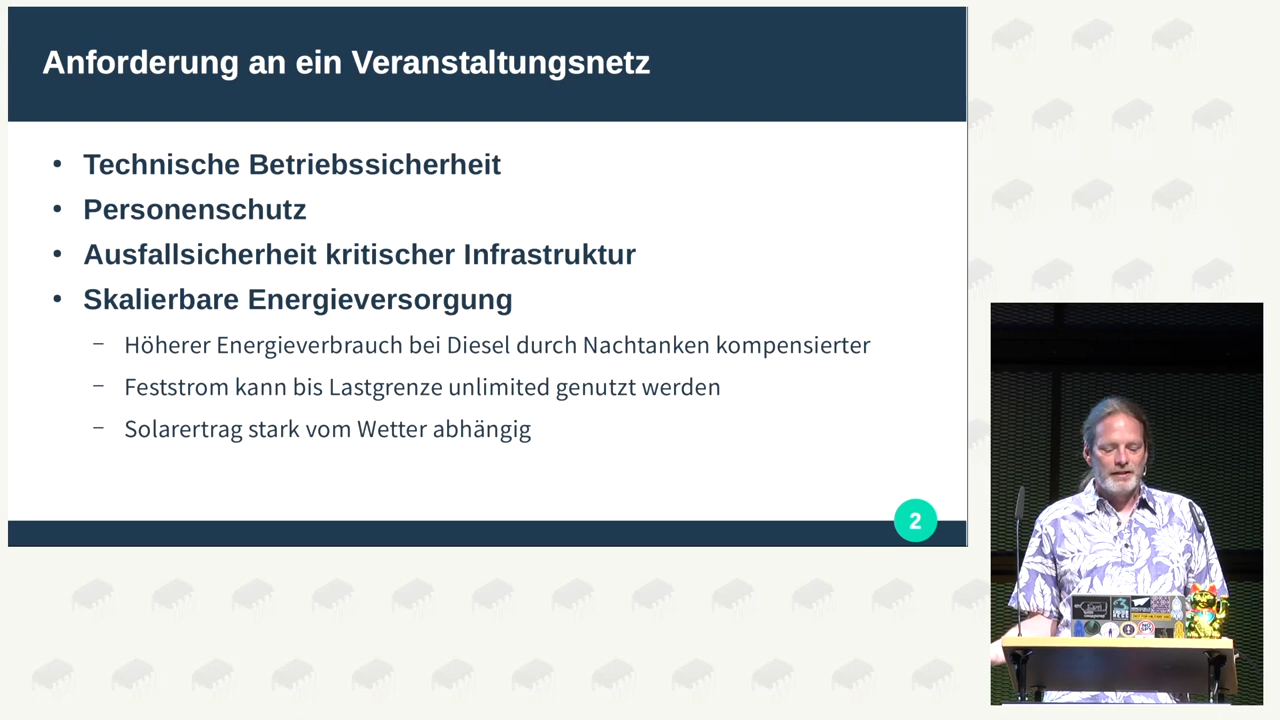 Anforderung an ein Veranstaltungsnetz
• Technische Betriebssicherheit
• Personenschutz
• Ausfallsicherheit kritischer Infrastruktur
• Skalierbare Energieversorgung
– Höherer Energieverbrauch bei Diesel durch Nachtanken kompensierter
– Feststrom kann bis Lastgrenze unlimited genutzt werden
– Solarertrag stark vom Wetter abhängig
2